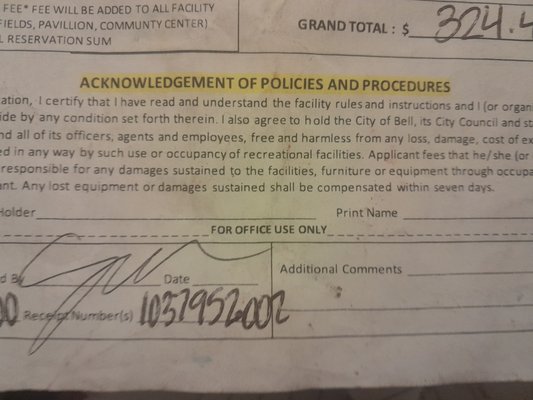 FEE* FEE WILL BE ADDED TO ALL FACILITY
FIELDS, PAVILLION, COMMUNTY CENTER)
RESERVATION SUM
GRAND TOTAL : $ 324.4
ACKNOWLEDGEMENT OF POLICIES AND PROCEDURES
ation, I certify that I have read and understand the facility rules and instructions and I (or organi
ide by any condition set forth therein. I also agree to hold the City of Bell, its City Council and st
nd all of its officers, agents and employees, free and harmless from any loss, damage, cost of ex
ed in any way by such use or occupancy of recreational facilities. Applicant fees that he/she (or
responsible for any damages sustained to the facilities, furniture or equipment through occupa
ant. Any lost equipment or damages sustained shall be compensated within seven days.
Holder Print Name
FOR OFFICE USE ONLY
d By Date
Additional Comments
00 Receipt Number(s) 1037952002